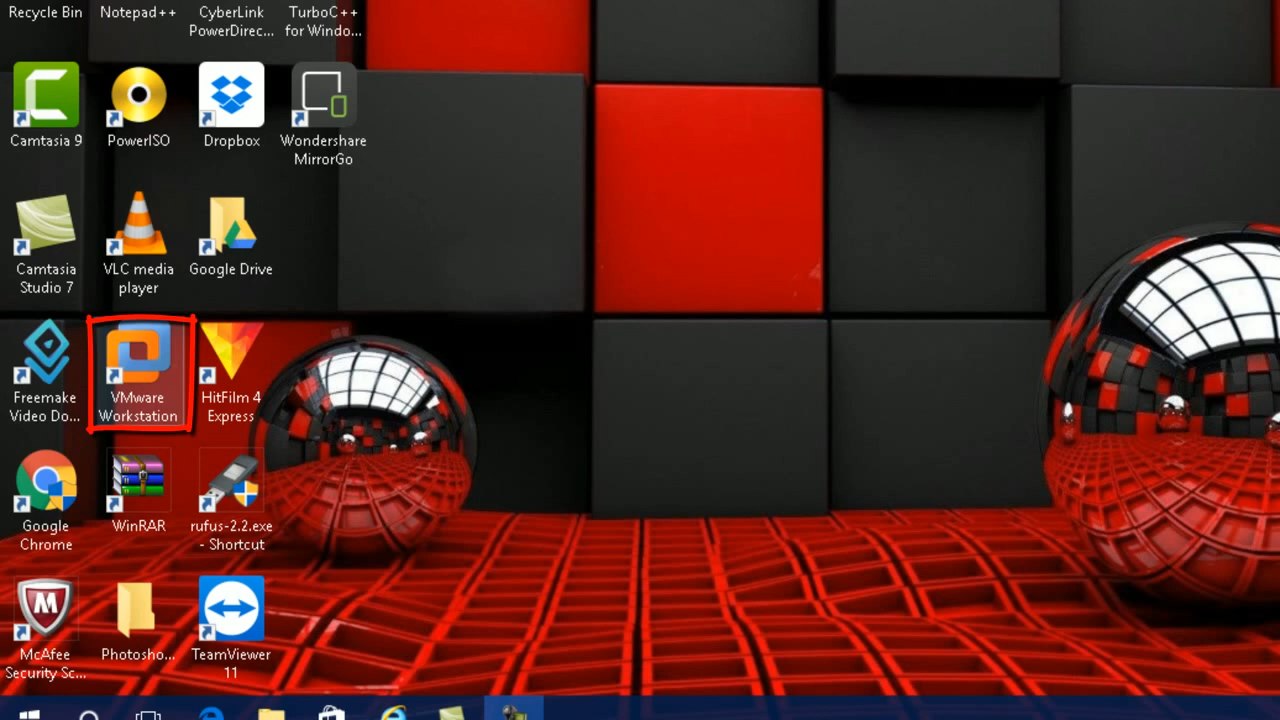 Recycle Bin
Notepad++
CyberLink
PowerDirec...
TurboC++
for Windo...
Camtasia 9
PowerISO
Dropbox
Wondershare
MirrorGo
Camtasia
Studio 7
VLC media
player
Google Drive
Freemake
Video Do...
VMware
Workstation
HitFilm 4
Express
Google
Chrome
WinRAR
rufus-2.2.exe
- Shortcut
McAfee
Security Sc...
Photosho...
TeamViewer
11